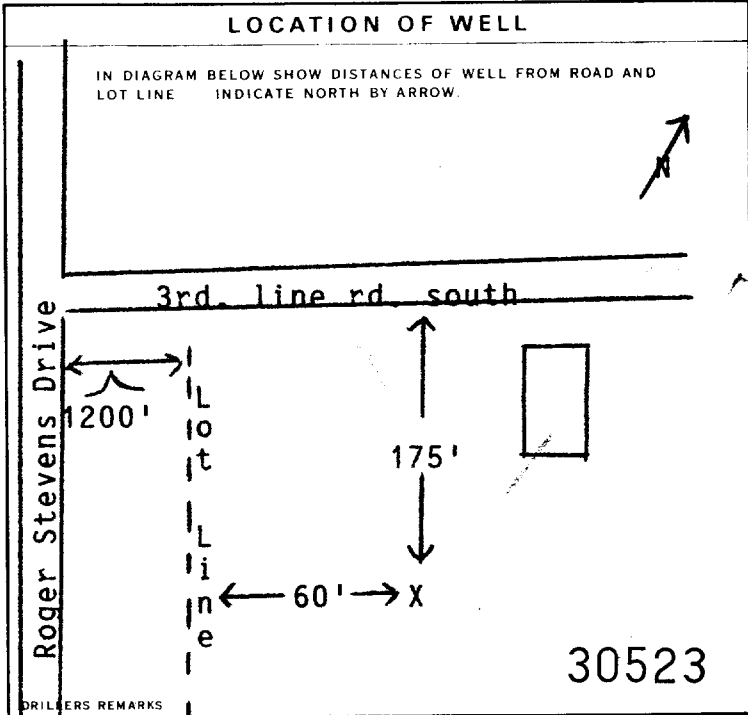 LOCATION OF WELL
IN DIAGRAM BELOW SHOW DISTANCES OF WELL FROM ROAD AND
LOT LINE INDICATE NORTH BY ARROW.
N
3rd. line rd. south
Roger Stevens Drive
1200'
Lot Line
175'
60'
X
30523
DRILLERS REMARKS